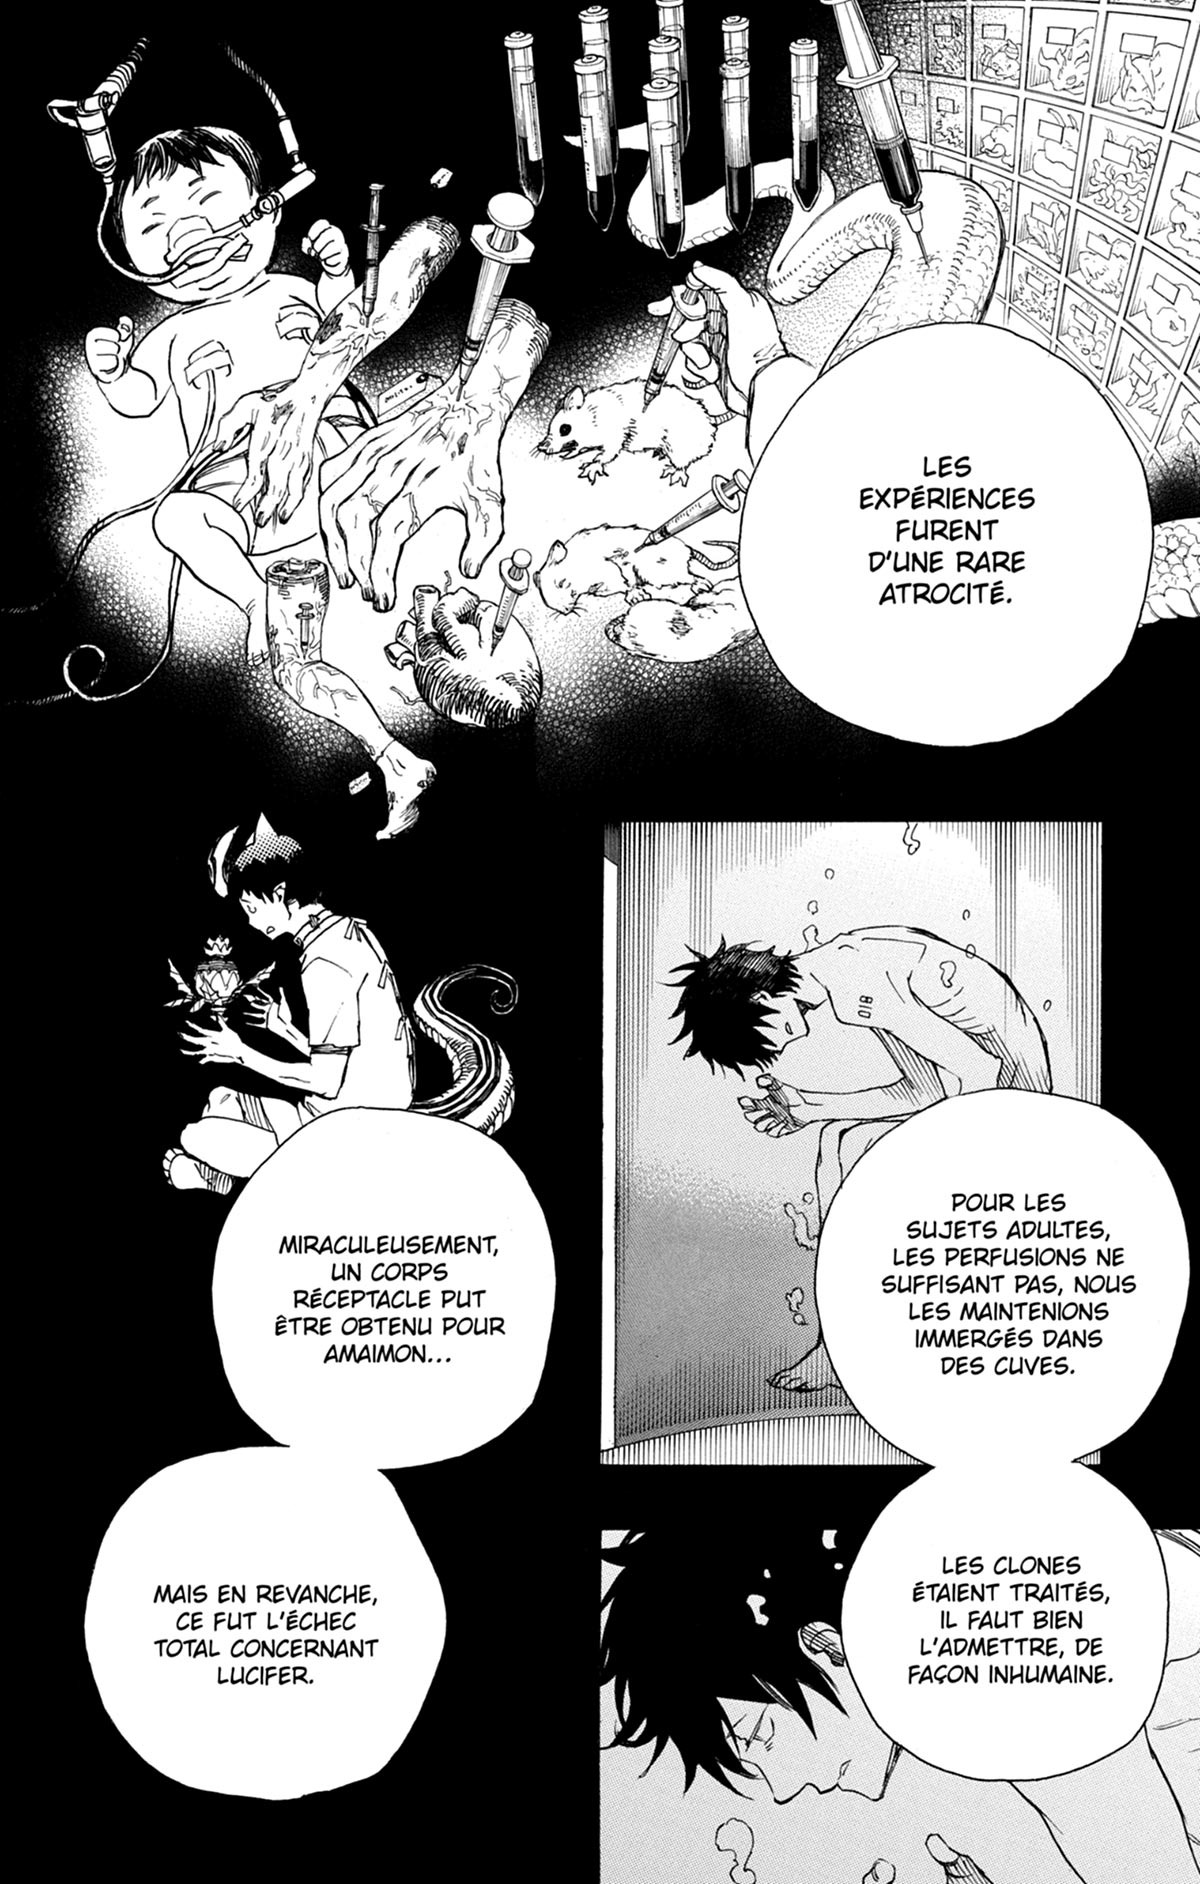 LES
EXPÉRIENCES
FURENT
D'UNE RARE
ATROCITÉ.
POUR LES
SUJETS ADULTES,
LES PERFUSIONS NE
SUFFISANT PAS, NOUS
LES MAINTENIONS
IMMERGÉS DANS
DES CUVES.
018
LES CLONES
ÉTAIENT TRAITÉS,
IL FAUT BIEN
L'ADMETTRE, DE
FAÇON INHUMAINE.
MIRACULEUSEMENT,
UN CORPS
RÉCEPTACLE PUT
ÊTRE OBTENU POUR
AMAIMON...
MAIS EN REVANCHE,
CE FUT L'ÉCHEC
TOTAL CONCERNANT
LUCIFER.